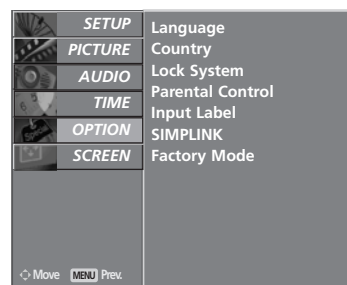 SETUP
PICTURE
AUDIO
TIME
OPTION
SCREEN
Language
Country
Lock System
Parental Control
Input Label
SIMPLINK
Factory Mode
Move MENU Prev.